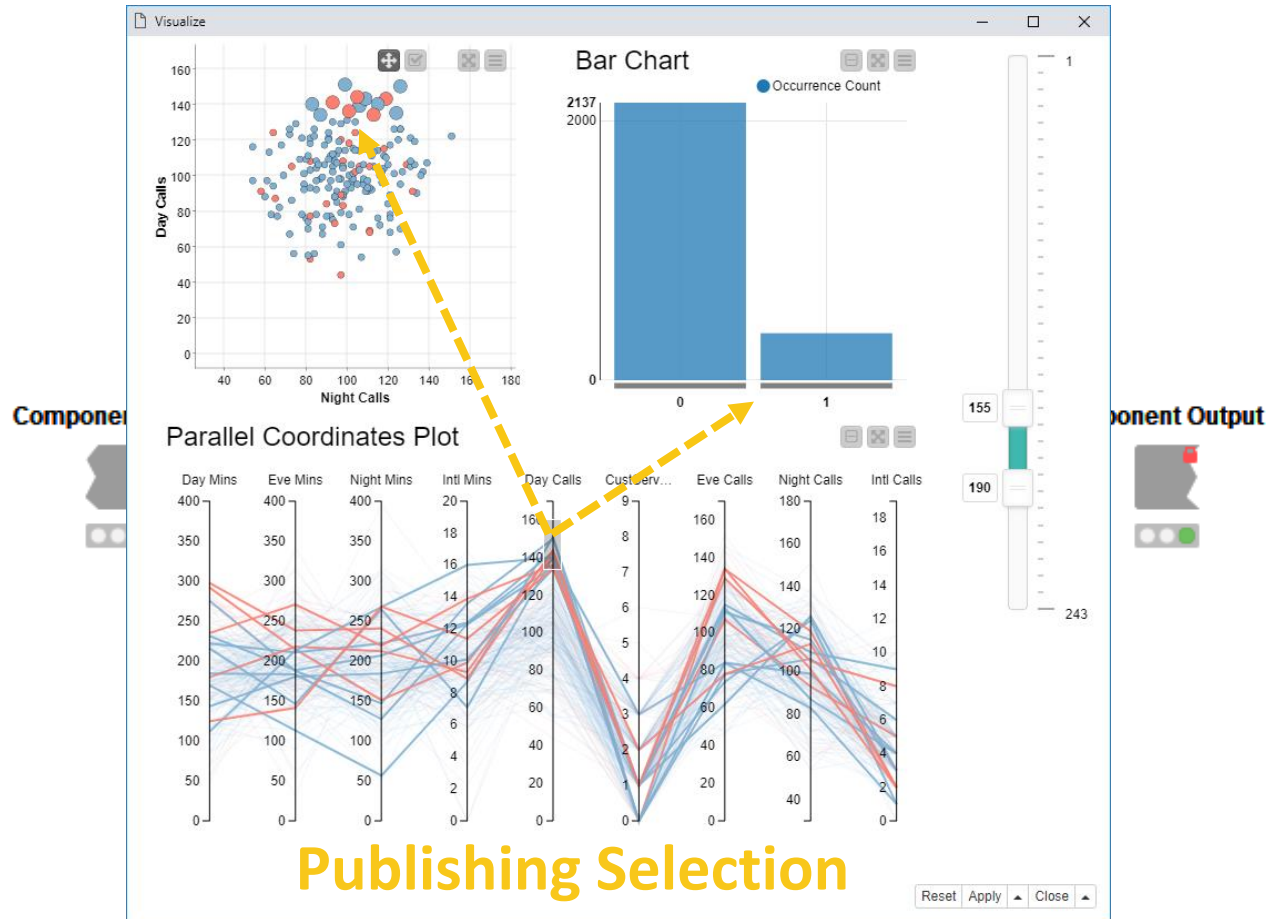 Visualize
160
140
120
100
80
60
40
20
0
Day Calls
40 60 80 100 120 140 160 180
Night Calls
Bar Chart
Occurrence Count
2137
2000
0
0 1
1
155
190
243
Compone
ponent Output
Parallel Coordinates Plot
Day Mins Eve Mins Night Mins Intl Mins Day Calls CustServ... Eve Calls Night Calls Intl Calls
400 350 300 250 200 150 100 50 0
400 350 300 250 200 150 100 50 0
400 350 300 250 200 150 100 50 0
20 18 16 14 12 10 8 6 4 2 0
160 140 120 100 80 60 40 20 0
9 8 7 6 5 4 3 2 1 0
160 140 120 100 80 60 40 20 0
180 160 140 120 100 80 60 40
18 16 14 12 10 8 6 4 2 0
Publishing Selection
Reset Apply Close